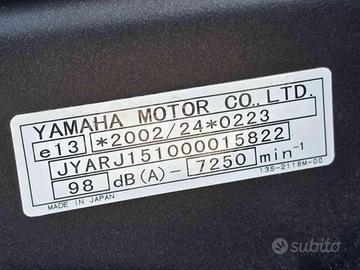 YAMAHA MOTOR CO., LTD.
e13 *2002/24*0223
JYARJ151000015822
98 dB(A) - 7250 min-1
MADE IN JAPAN 13S-2118M-00
subito